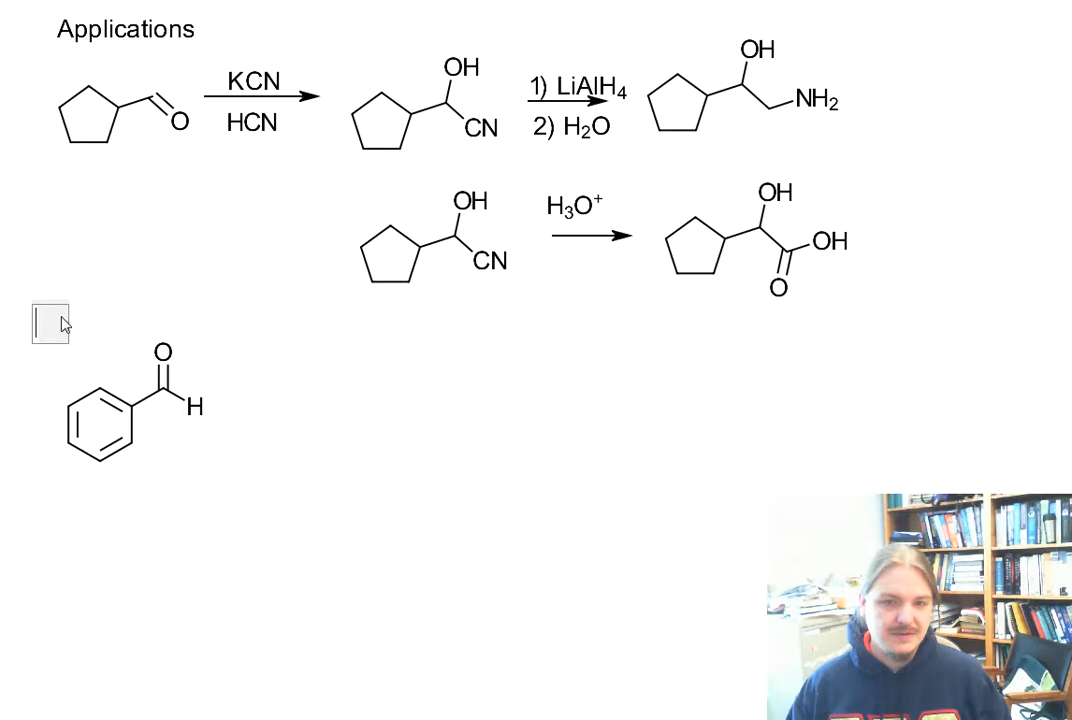 Applications
KCN
HCN
O
OH
CN
1) LiAlH4
2) H2O
OH
NH2
OH
CN
H3O+
OH
OH
O
O
H